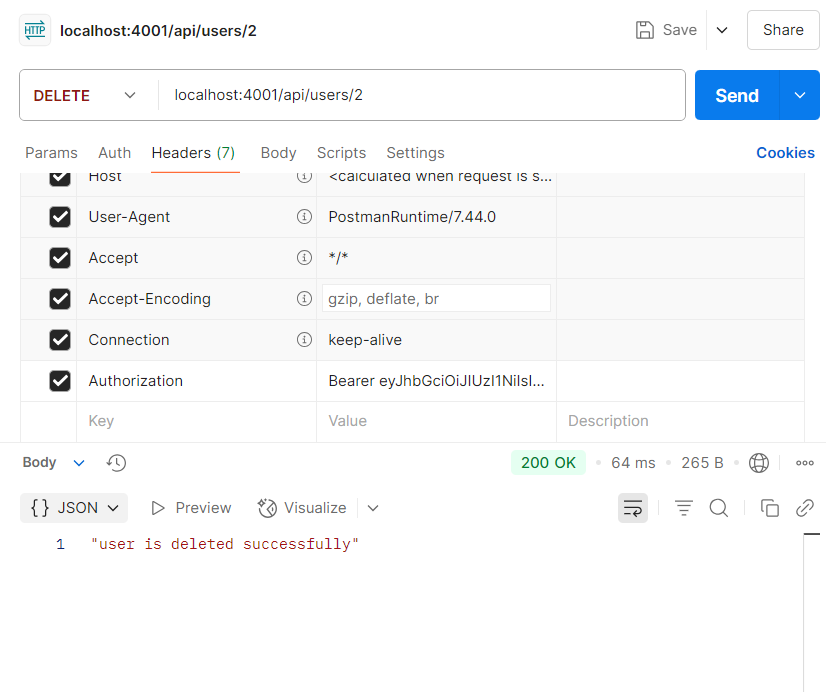 HTTP localhost:4001/api/users/2 Save Share
DELETE localhost:4001/api/users/2 Send
Params Auth Headers (7) Body Scripts Settings Cookies
Host <calculated when request is s...
User-Agent PostmanRuntime/7.44.0
Accept */*
Accept-Encoding gzip, deflate, br
Connection keep-alive
Authorization Bearer eyJhbGciOiJIUzI1NiIsI...
Key Value Description
Body 200 OK 64 ms 265 B
{} JSON Preview Visualize
1 "user is deleted successfully"